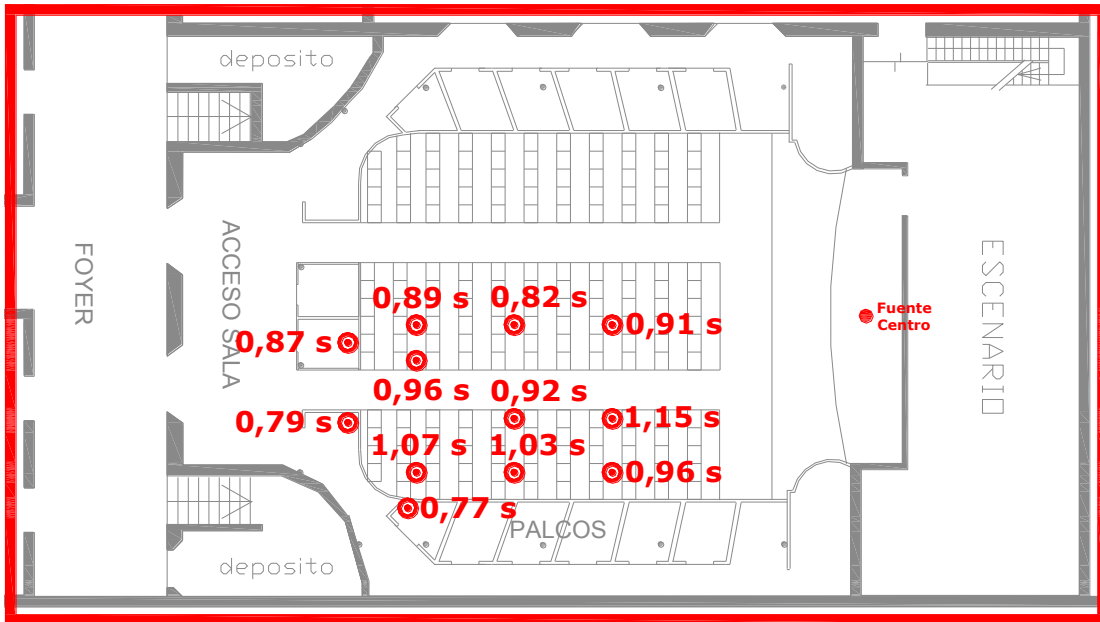 deposito
FOYER
ACCESO SALA
ESCENARIO
0,89 s
0,82 s
0,91 s
Fuente
Centro
0,87 s
0,96 s
0,92 s
0,79 s
1,15 s
1,07 s
1,03 s
0,96 s
0,77 s
PALCOS
deposito